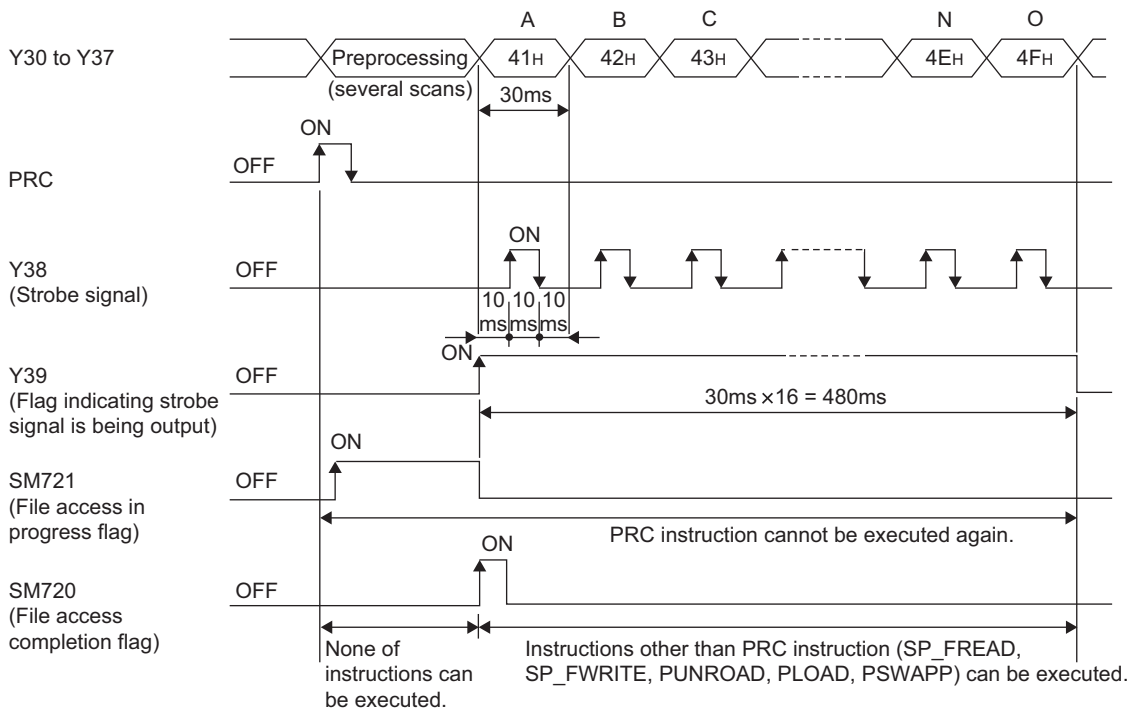 A B C N O
Y30 to Y37 Preprocessing 41H 42H 43H 4EH 4FH
(several scans) 30ms
ON
PRC OFF
ON
Y38 OFF
(Strobe signal)
10 10 10
ms ms ms
ON
Y39 OFF
(Flag indicating strobe
signal is being output)
30ms ×16 = 480ms
ON
SM721 OFF
(File access in
progress flag)
PRC instruction cannot be executed again.
ON
SM720 OFF
(File access
completion flag)
None of
instructions can
be executed.
Instructions other than PRC instruction (SP_FREAD,
SP_FWRITE, PUNROAD, PLOAD, PSWAPP) can be executed.